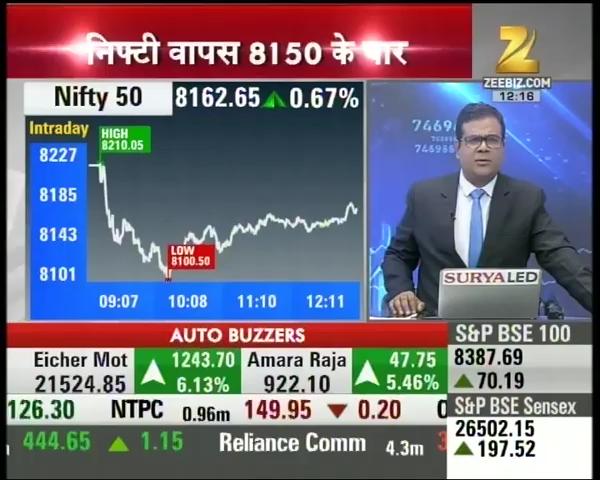 निफ्टी वापस 8150 के पार
ZEEBIZ.COM
12:16
Nifty 50 8162.65 0.67%
Intraday
HIGH
8210.05
8227
8185
8143
8101
LOW
8100.50
09:07 10:08 11:10 12:11
SURYA LED
AUTO BUZZERS
Eicher Mot 1243.70 Amara Raja 47.75
21524.85 6.13% 922.10 5.46%
S&P BSE 100
8387.69
70.19
126.30 NTPC 0.96m 149.95 0.20
444.65 1.15 Reliance Comm 4.3m
S&P BSE Sensex
26502.15
197.52